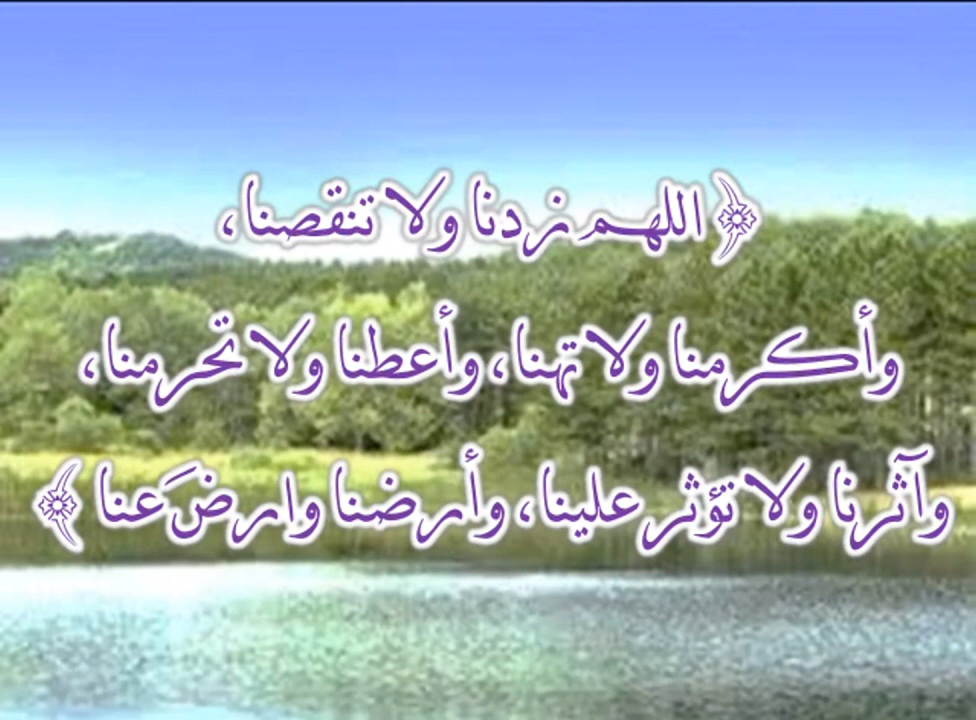 ﴿ اللهم زدنا ولا تنقصنا،
وأكرمنا ولا تهنا، وأعطنا ولا تحرمنا،
وآثرنا ولا تؤثر علينا، وأرضنا وارضَ عنا ﴾